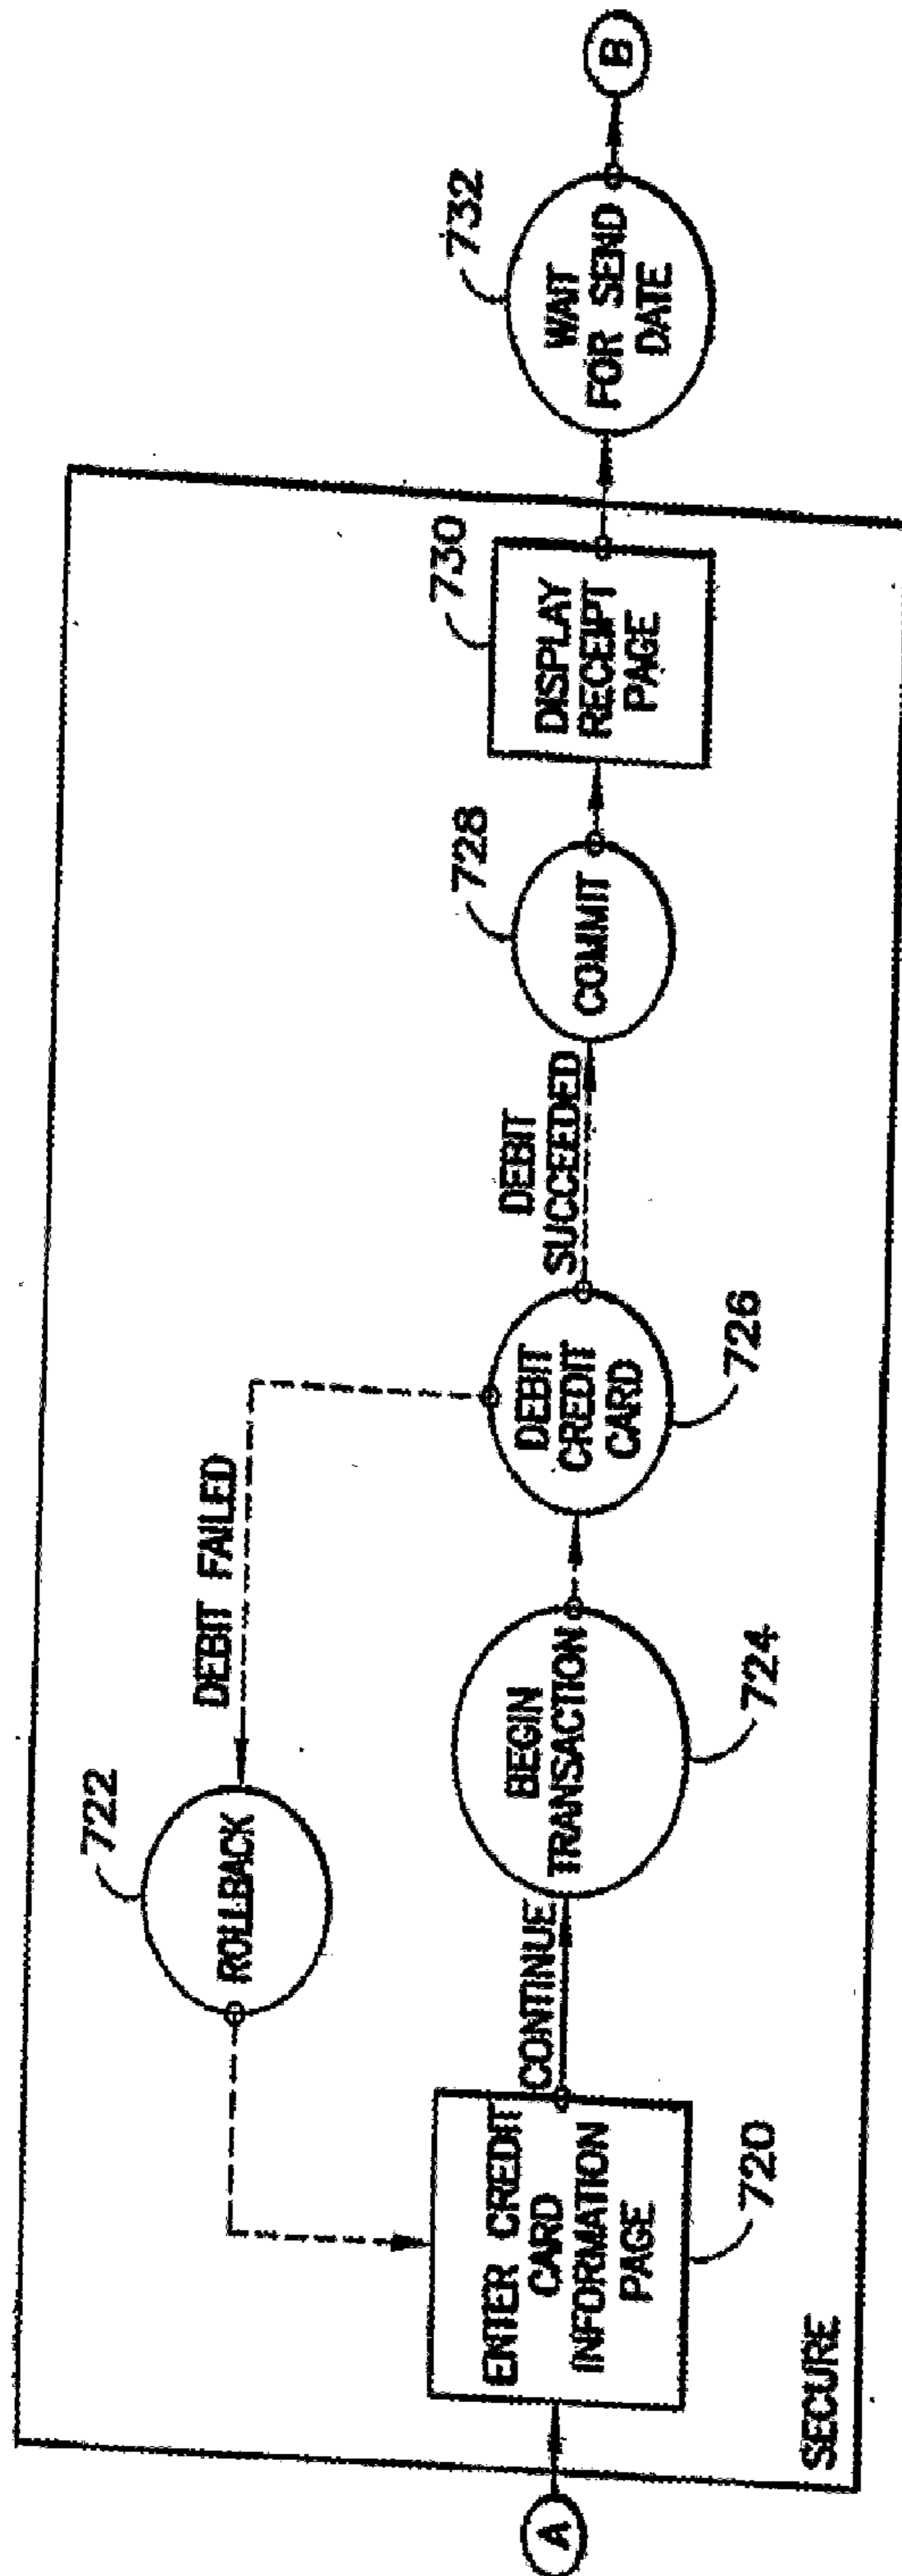 A
ENTER CREDIT
CARD
INFORMATION
PAGE
720
SECURE
CONTINUE
ROLLBACK
722
BEGIN
TRANSACTION
724
DEBIT FAILED
DEBIT
CREDIT
CARD
726
DEBIT
SUCCEEDED
COMMIT
728
DISPLAY
RECEIPT
PAGE
730
WAIT
FOR SEND
DATE
732
B